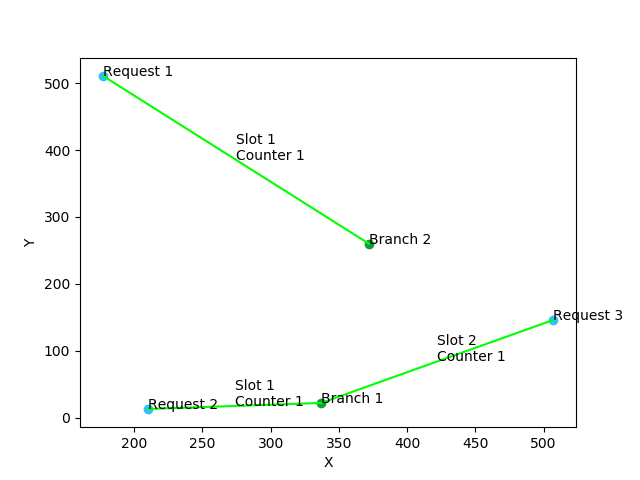 Request 1
Slot 1
Counter 1
Branch 2
Request 3
Slot 2
Counter 1
Slot 1
Counter 1
Branch 1
Request 2
500
400
300
200
100
0
Y
200
250
300
350
400
450
500
X